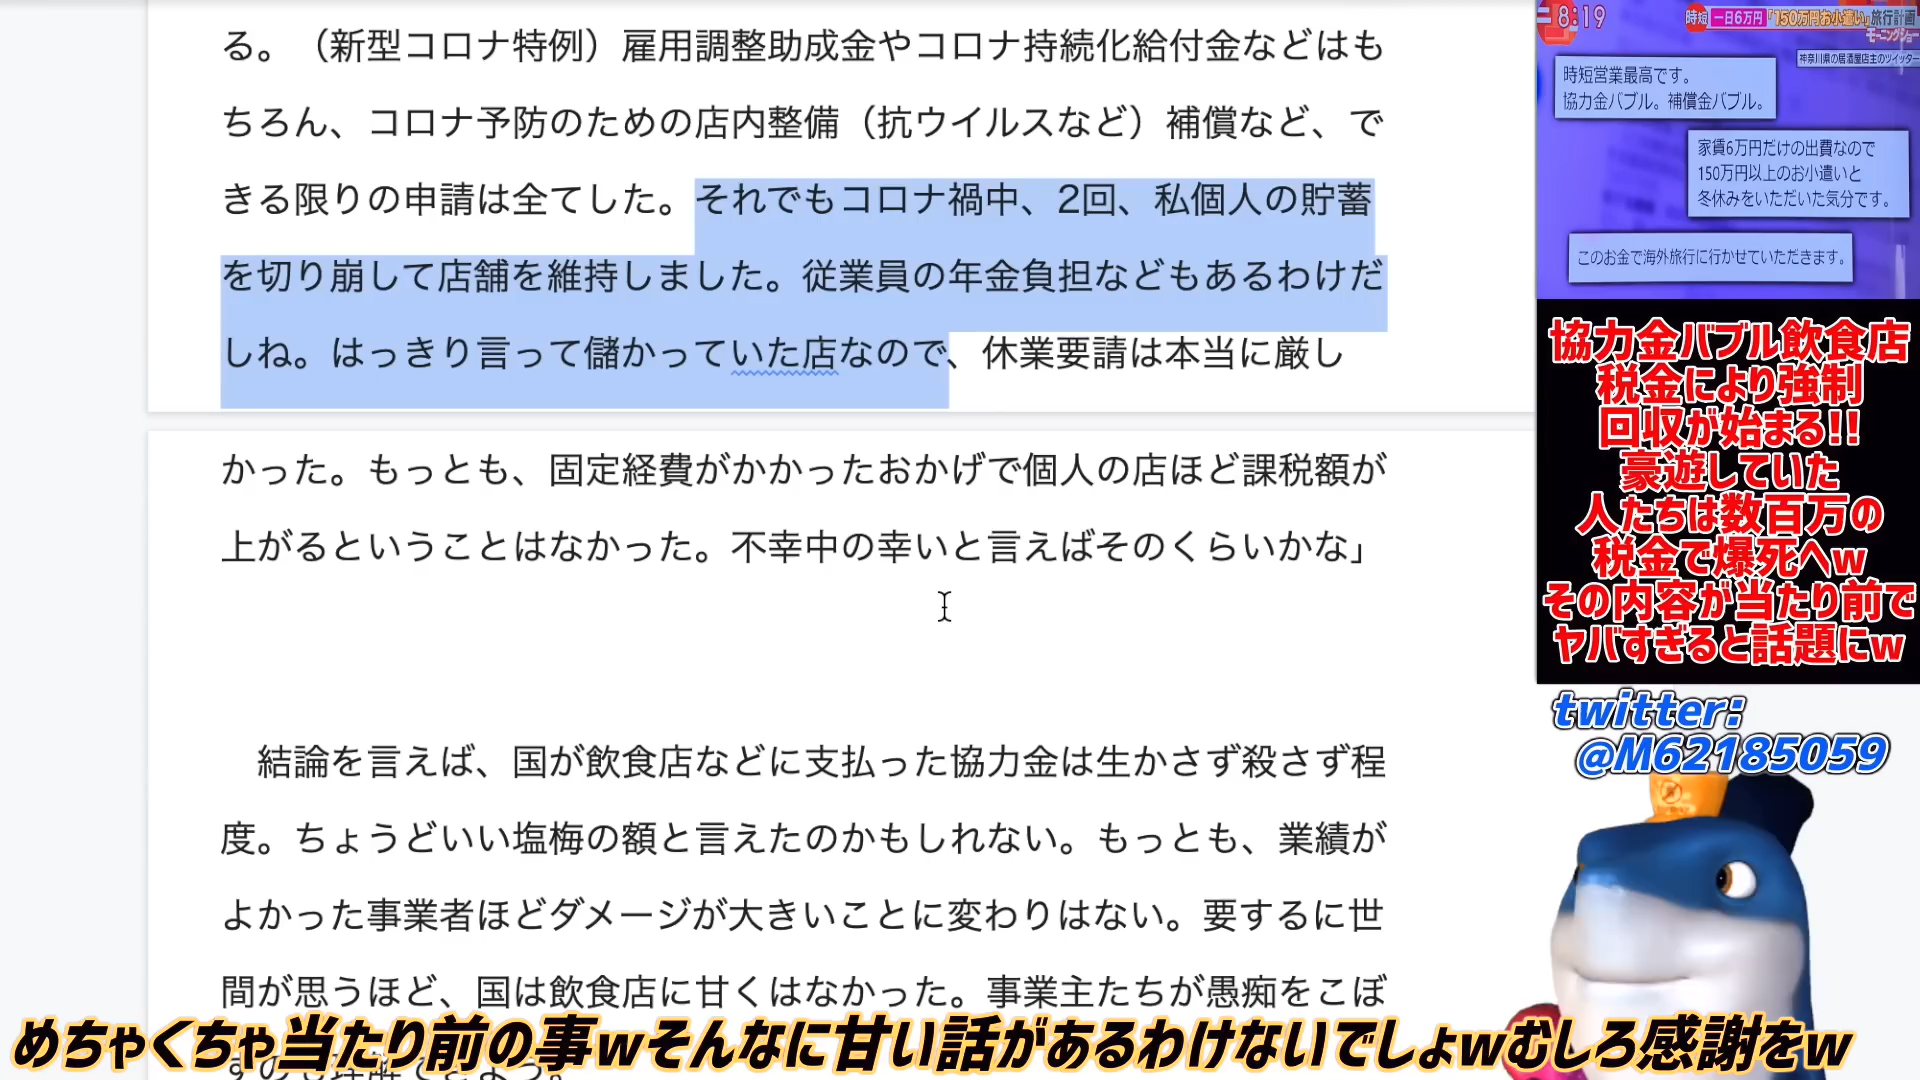 る。（新型コロナ特例）雇用調整助成金やコロナ持続化給付金などはも
ちろん、コロナ予防のための店内整備（抗ウイルスなど）補償など、で
きる限りの申請は全てした。それでもコロナ禍中、2回、私個人の貯蓄
を切り崩して店舗を維持しました。従業員の年金負担などもあるわけだ
しね。はっきり言って儲かっていた店なので、休業要請は本当に厳し
かった。もっとも、固定経費がかかったおかげで個人の店ほど課税額が
上がるということはなかった。不幸中の幸いと言えばそのくらいかな」
結論を言えば、国が飲食店などに支払った協力金は生かさず殺さず程
度。ちょうどいい塩梅の額と言えたのかもしれない。もっとも、業績が
よかった事業者ほどダメージが大きいことに変わりはない。要するに世
間が思うほど、国は飲食店に甘くはなかった。事業主たちが愚痴をこぼ
8:19
時短 一日6万円 「150万円お小遣い」旅行計画
モーニングショー
神奈川県の居酒屋店主のツイッター
時短営業最高です。
協力金バブル。補償金バブル。
家賃6万円だけの出費なので
150万円以上のお小遣いと
冬休みをいただいた気分です。
このお金で海外旅行に行かせていただきます。
協力金バブル飲食店
税金により強制
回収が始まる!!
豪遊していた
人たちは数百万の
税金で爆死へw
その内容が当たり前で
ヤバすぎると話題にw
twitter:
@M62185059
めちゃくちゃ当たり前の事wそんなに甘い話があるわけないでしょwむしろ感謝をw